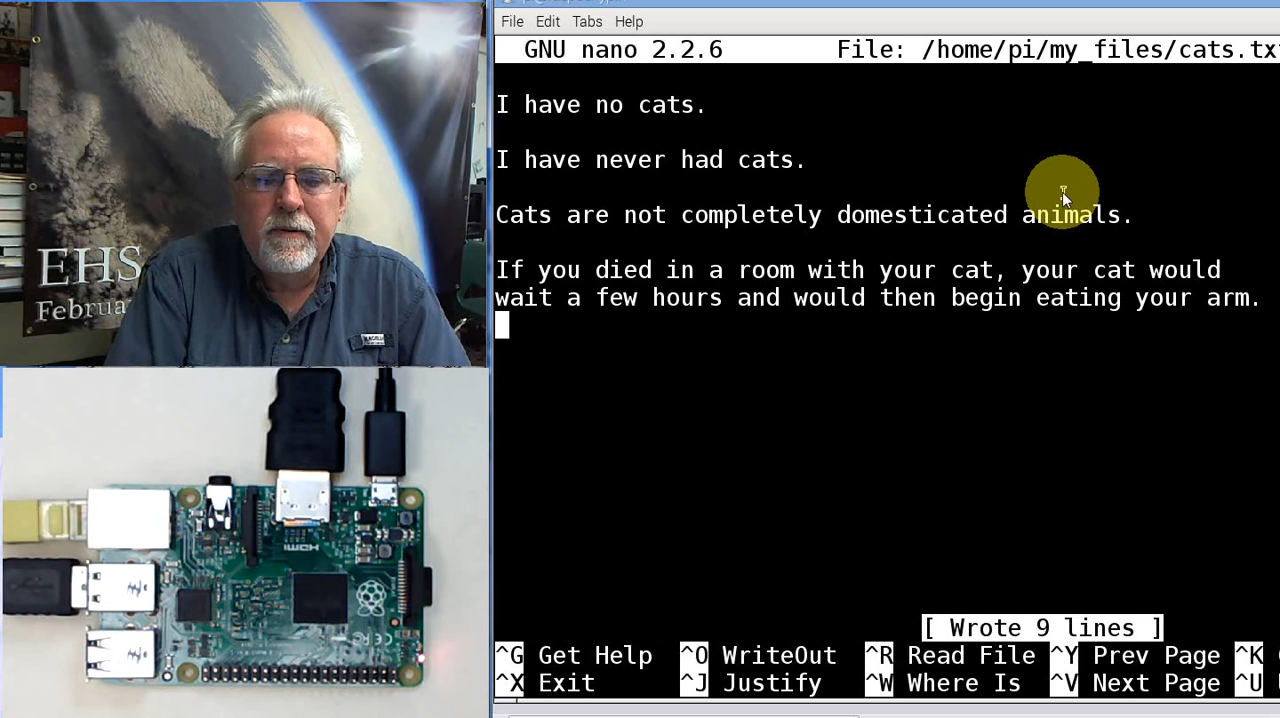 EHS
Februa
HDMI
File Edit Tabs Help
GNU nano 2.2.6 File: /home/pi/my_files/cats.tx
I have no cats.
I have never had cats.
Cats are not completely domesticated animals.
If you died in a room with your cat, your cat would
wait a few hours and would then begin eating your arm.
[ Wrote 9 lines ]
^G Get Help ^O WriteOut ^R Read File ^Y Prev Page ^K
^X Exit ^J Justify ^W Where Is ^V Next Page ^U